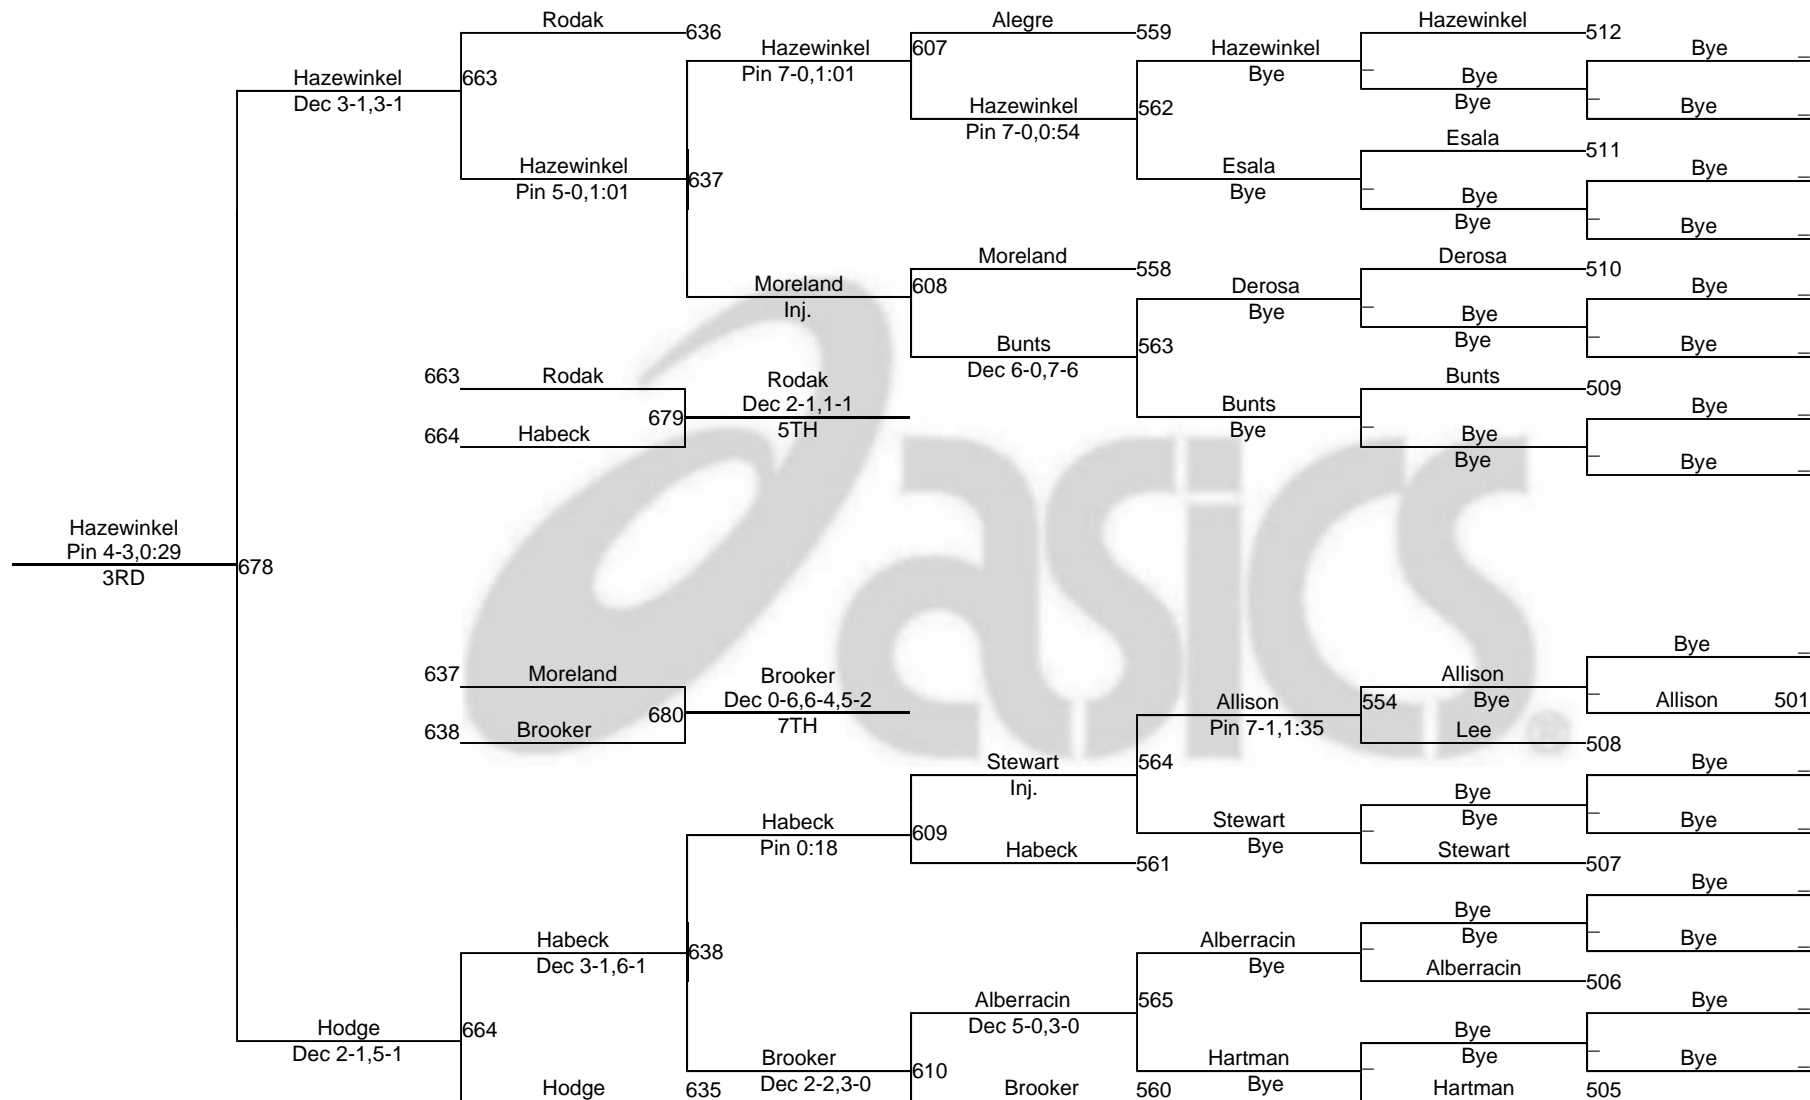 Rodak
636
Alegre
559
Hazewinkel
512
Hazewinkel
Pin 7-0,1:01
607
Hazewinkel
Bye
Bye
Hazewinkel
Dec 3-1,3-1
663
Bye
Bye
Hazewinkel
Pin 7-0,0:54
562
Bye
Esala
511
Hazewinkel
Pin 5-0,1:01
637
Esala
Bye
Bye
Bye
Bye
Bye
Moreland
558
Derosa
510
Moreland
Inj.
608
Derosa
Bye
Bye
Bye
Bye
Bunts
Dec 6-0,7-6
563
Bye
663
Rodak
Rodak
Dec 2-1,1-1
5TH
Bunts
509
679
Bunts
Bye
Bye
664
Habeck
Bye
Bye
Bye
asics
®
Hazewinkel
Pin 4-3,0:29
3RD
678
Bye
637
Moreland
Brooker
Dec 0-6,6-4,5-2
7TH
Allison
Bye
Allison
Pin 7-1,1:35
554
Allison
501
680
638
Brooker
Lee
508
Stewart
Inj.
564
Bye
Habeck
Pin 0:18
609
Stewart
Bye
Bye
Bye
Bye
Habeck
561
Stewart
507
Bye
Habeck
Dec 3-1,6-1
638
Alberracin
Bye
Bye
Bye
Bye
Alberracin
506
Alberracin
Dec 5-0,3-0
565
Bye
Hodge
Dec 2-1,5-1
664
Bye
Bye
Brooker
Dec 2-2,3-0
610
Hartman
Bye
Bye
Hodge
635
Brooker
560
Hartman
505